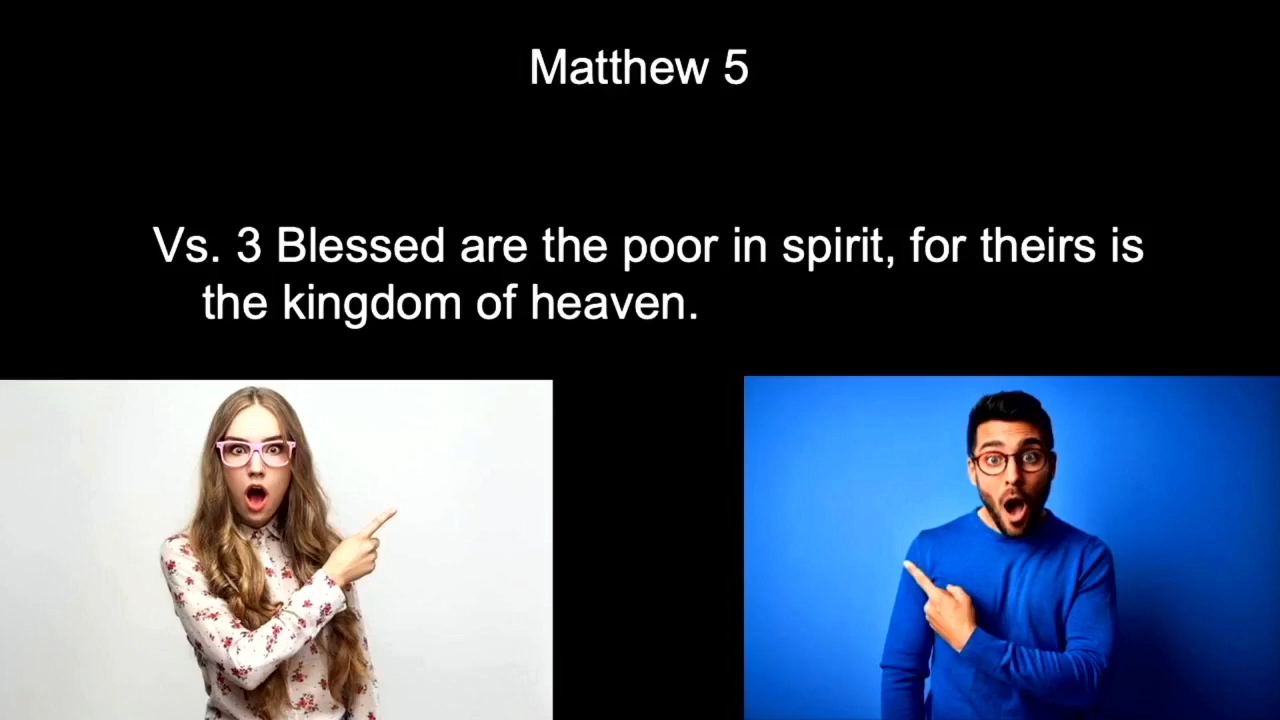 Matthew 5
Vs. 3 Blessed are the poor in spirit, for theirs is
the kingdom of heaven.